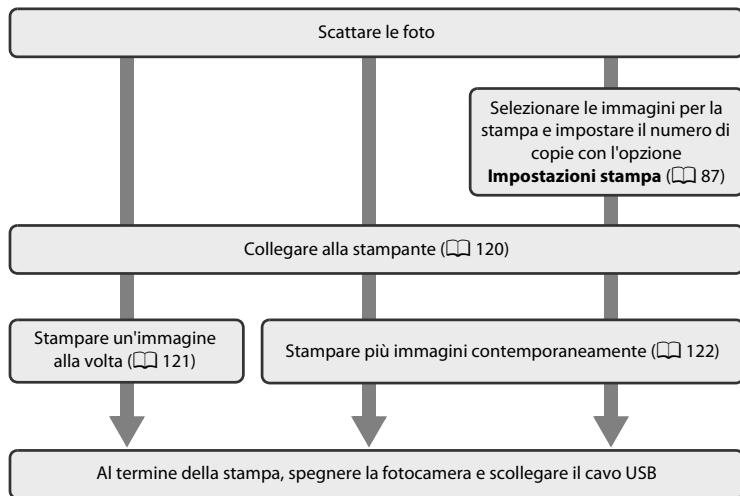 Scattare le foto
Selezionare le immagini per la
stampa e impostare il numero di
copie con l'opzione
Impostazioni stampa (📖 87)
Collegare alla stampante (📖 120)
Stampare un'immagine
alla volta (📖 121)
Stampare più immagini contemporaneamente (📖 122)
Al termine della stampa, spegnere la fotocamera e scollegare il cavo USB